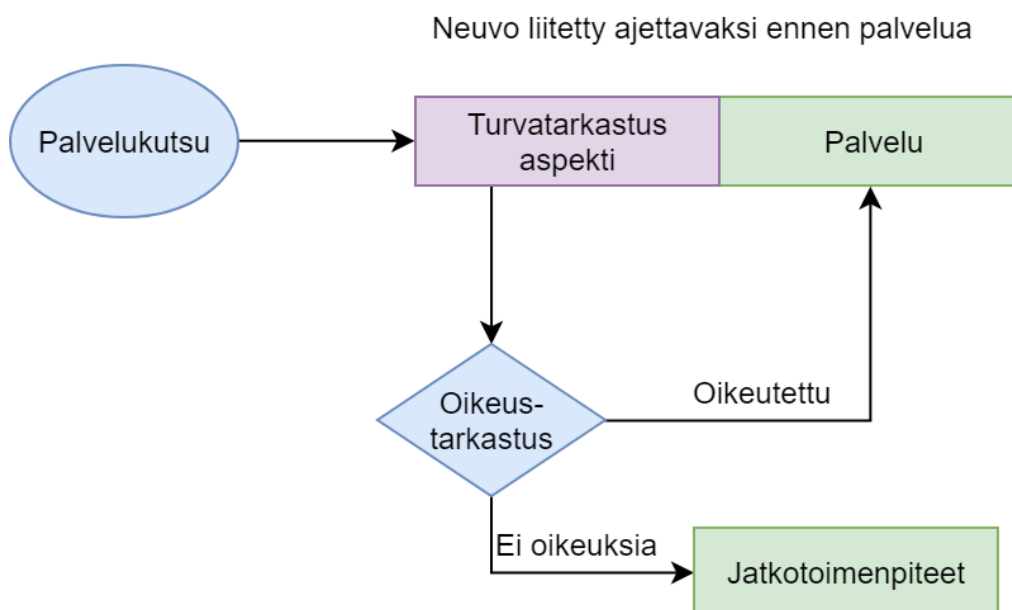 Neuvo liitetty ajettavaksi ennen palvelua
Palvelukutsu
Turvatarkastus
aspekti
Palvelu
Oikeus-
tarkastus
Oikeutettu
Ei oikeuksia
Jatkotoimenpiteet